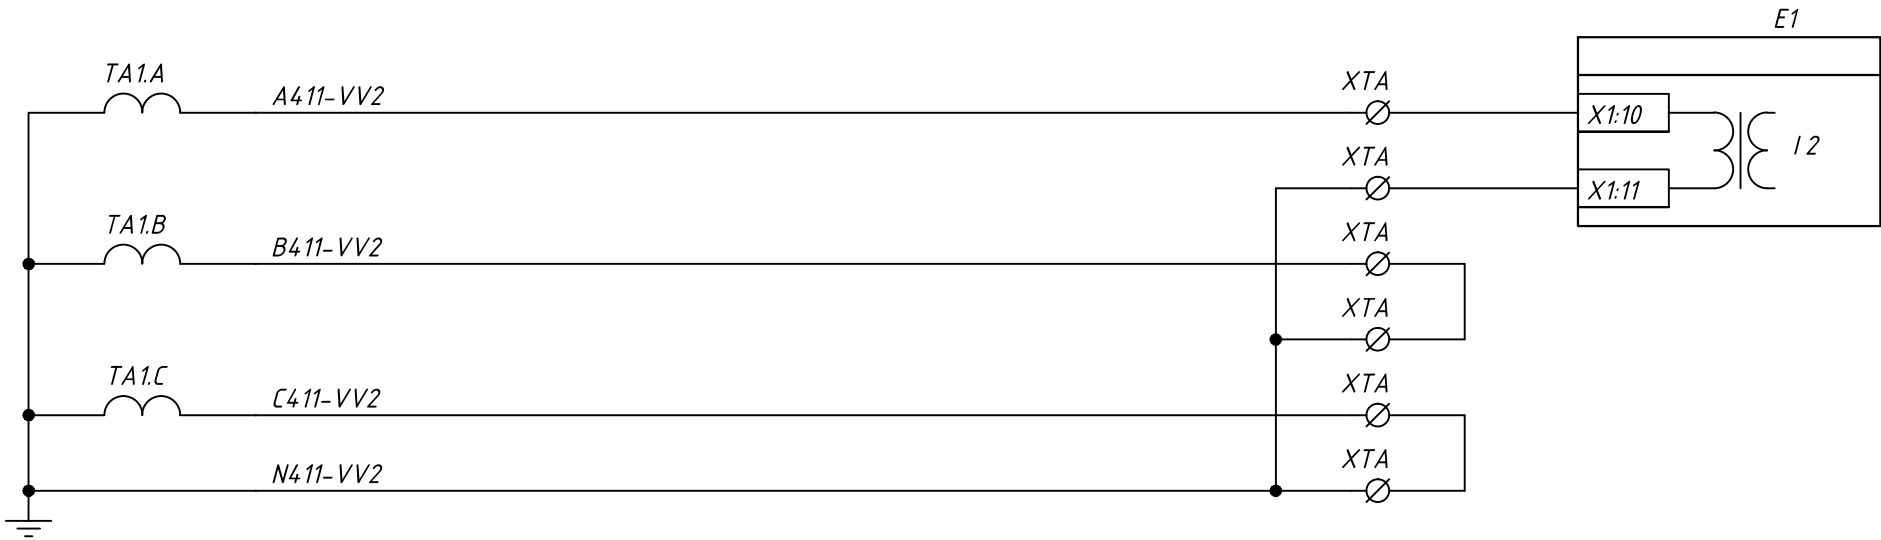 E1
TA1.A
A411-VV2
XTA
X1:10
I2
XTA
X1:11
TA1.B
B411-VV2
XTA
XTA
TA1.C
C411-VV2
XTA
N411-VV2
XTA